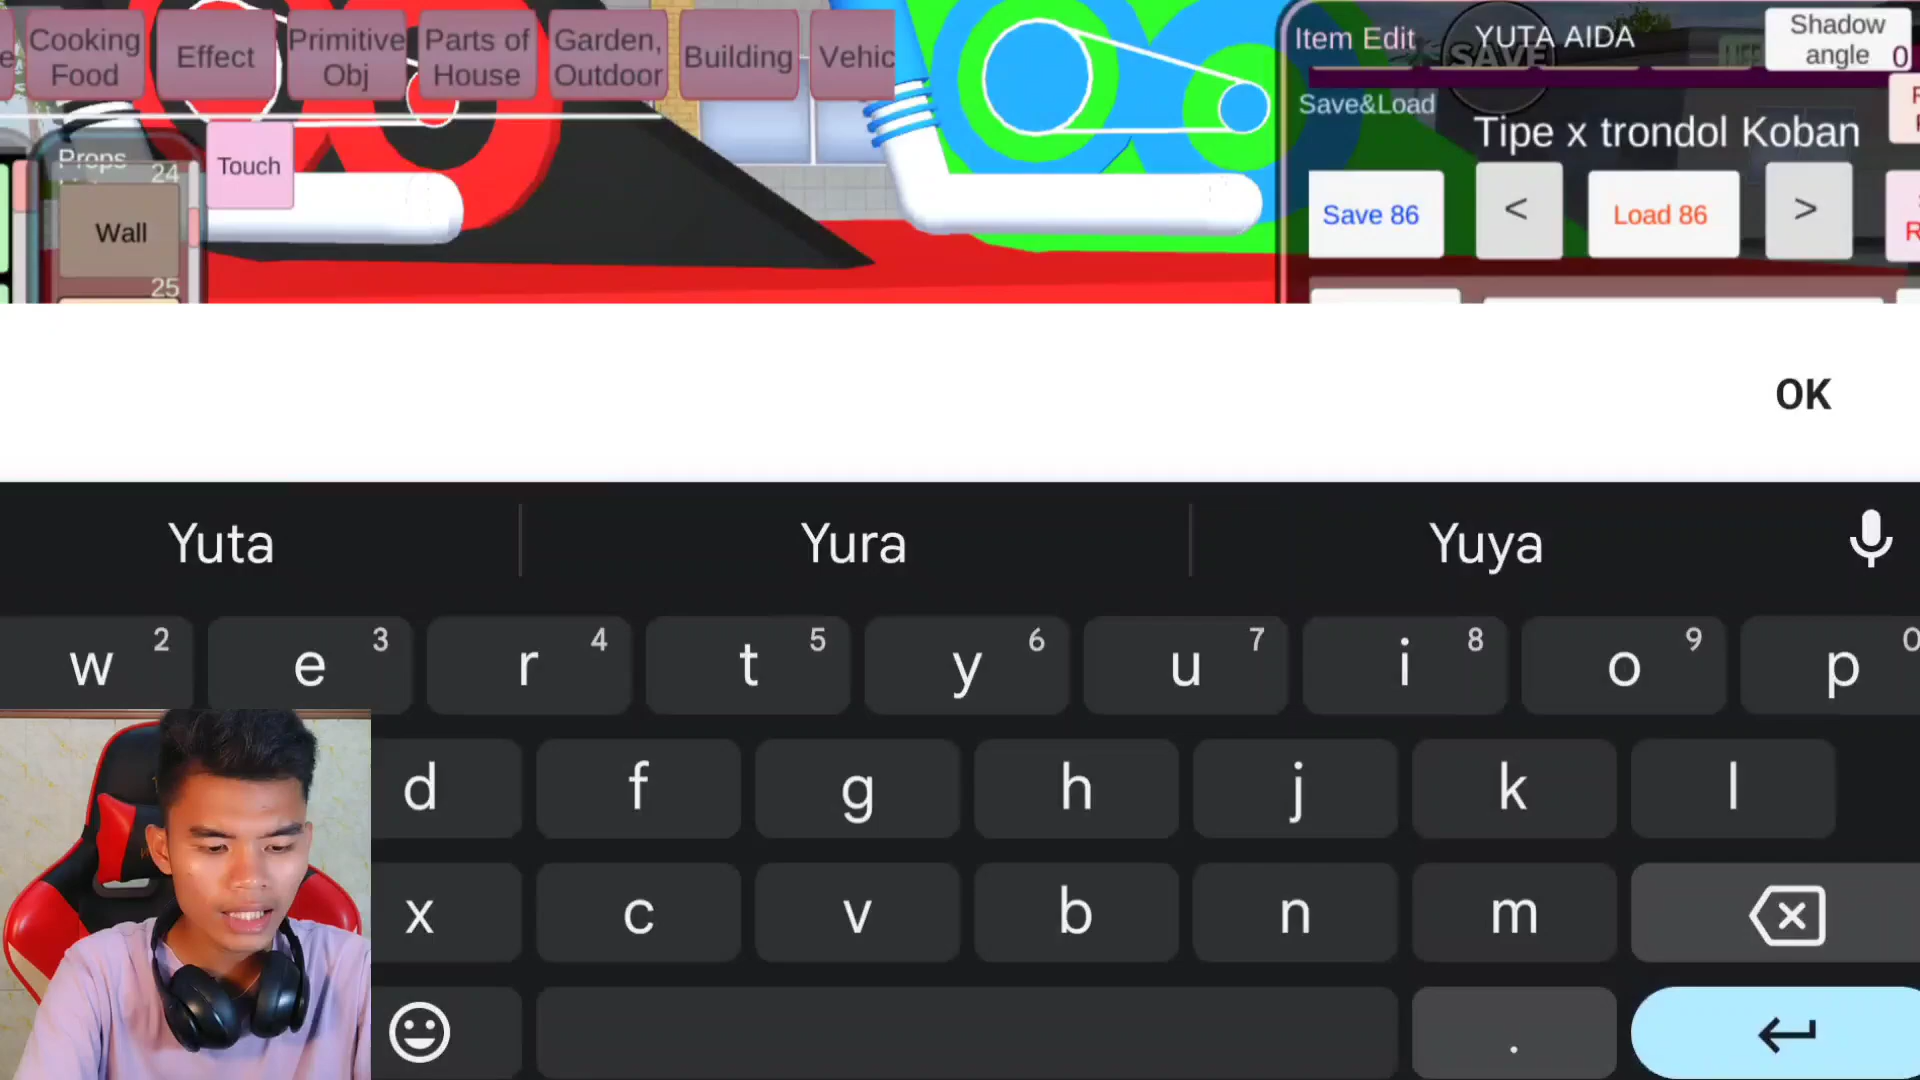 e
Cooking
Food
Effect
Primitive
Obj
Parts of
House
Garden,
Outdoor
Building
Vehic
Item Edit
SAVE
YUTA AIDA
Shadow
angle
0
Save&Load
Tipe x trondol Koban
Save 86
<
Load 86
>
R
Props
24
Wall
25
Touch
OK
Yuta
Yura
Yuya
w 2
e 3
r 4
t 5
y 6
u 7
i 8
o 9
p 0
d
f
g
h
j
k
l
x
c
v
b
n
m
.